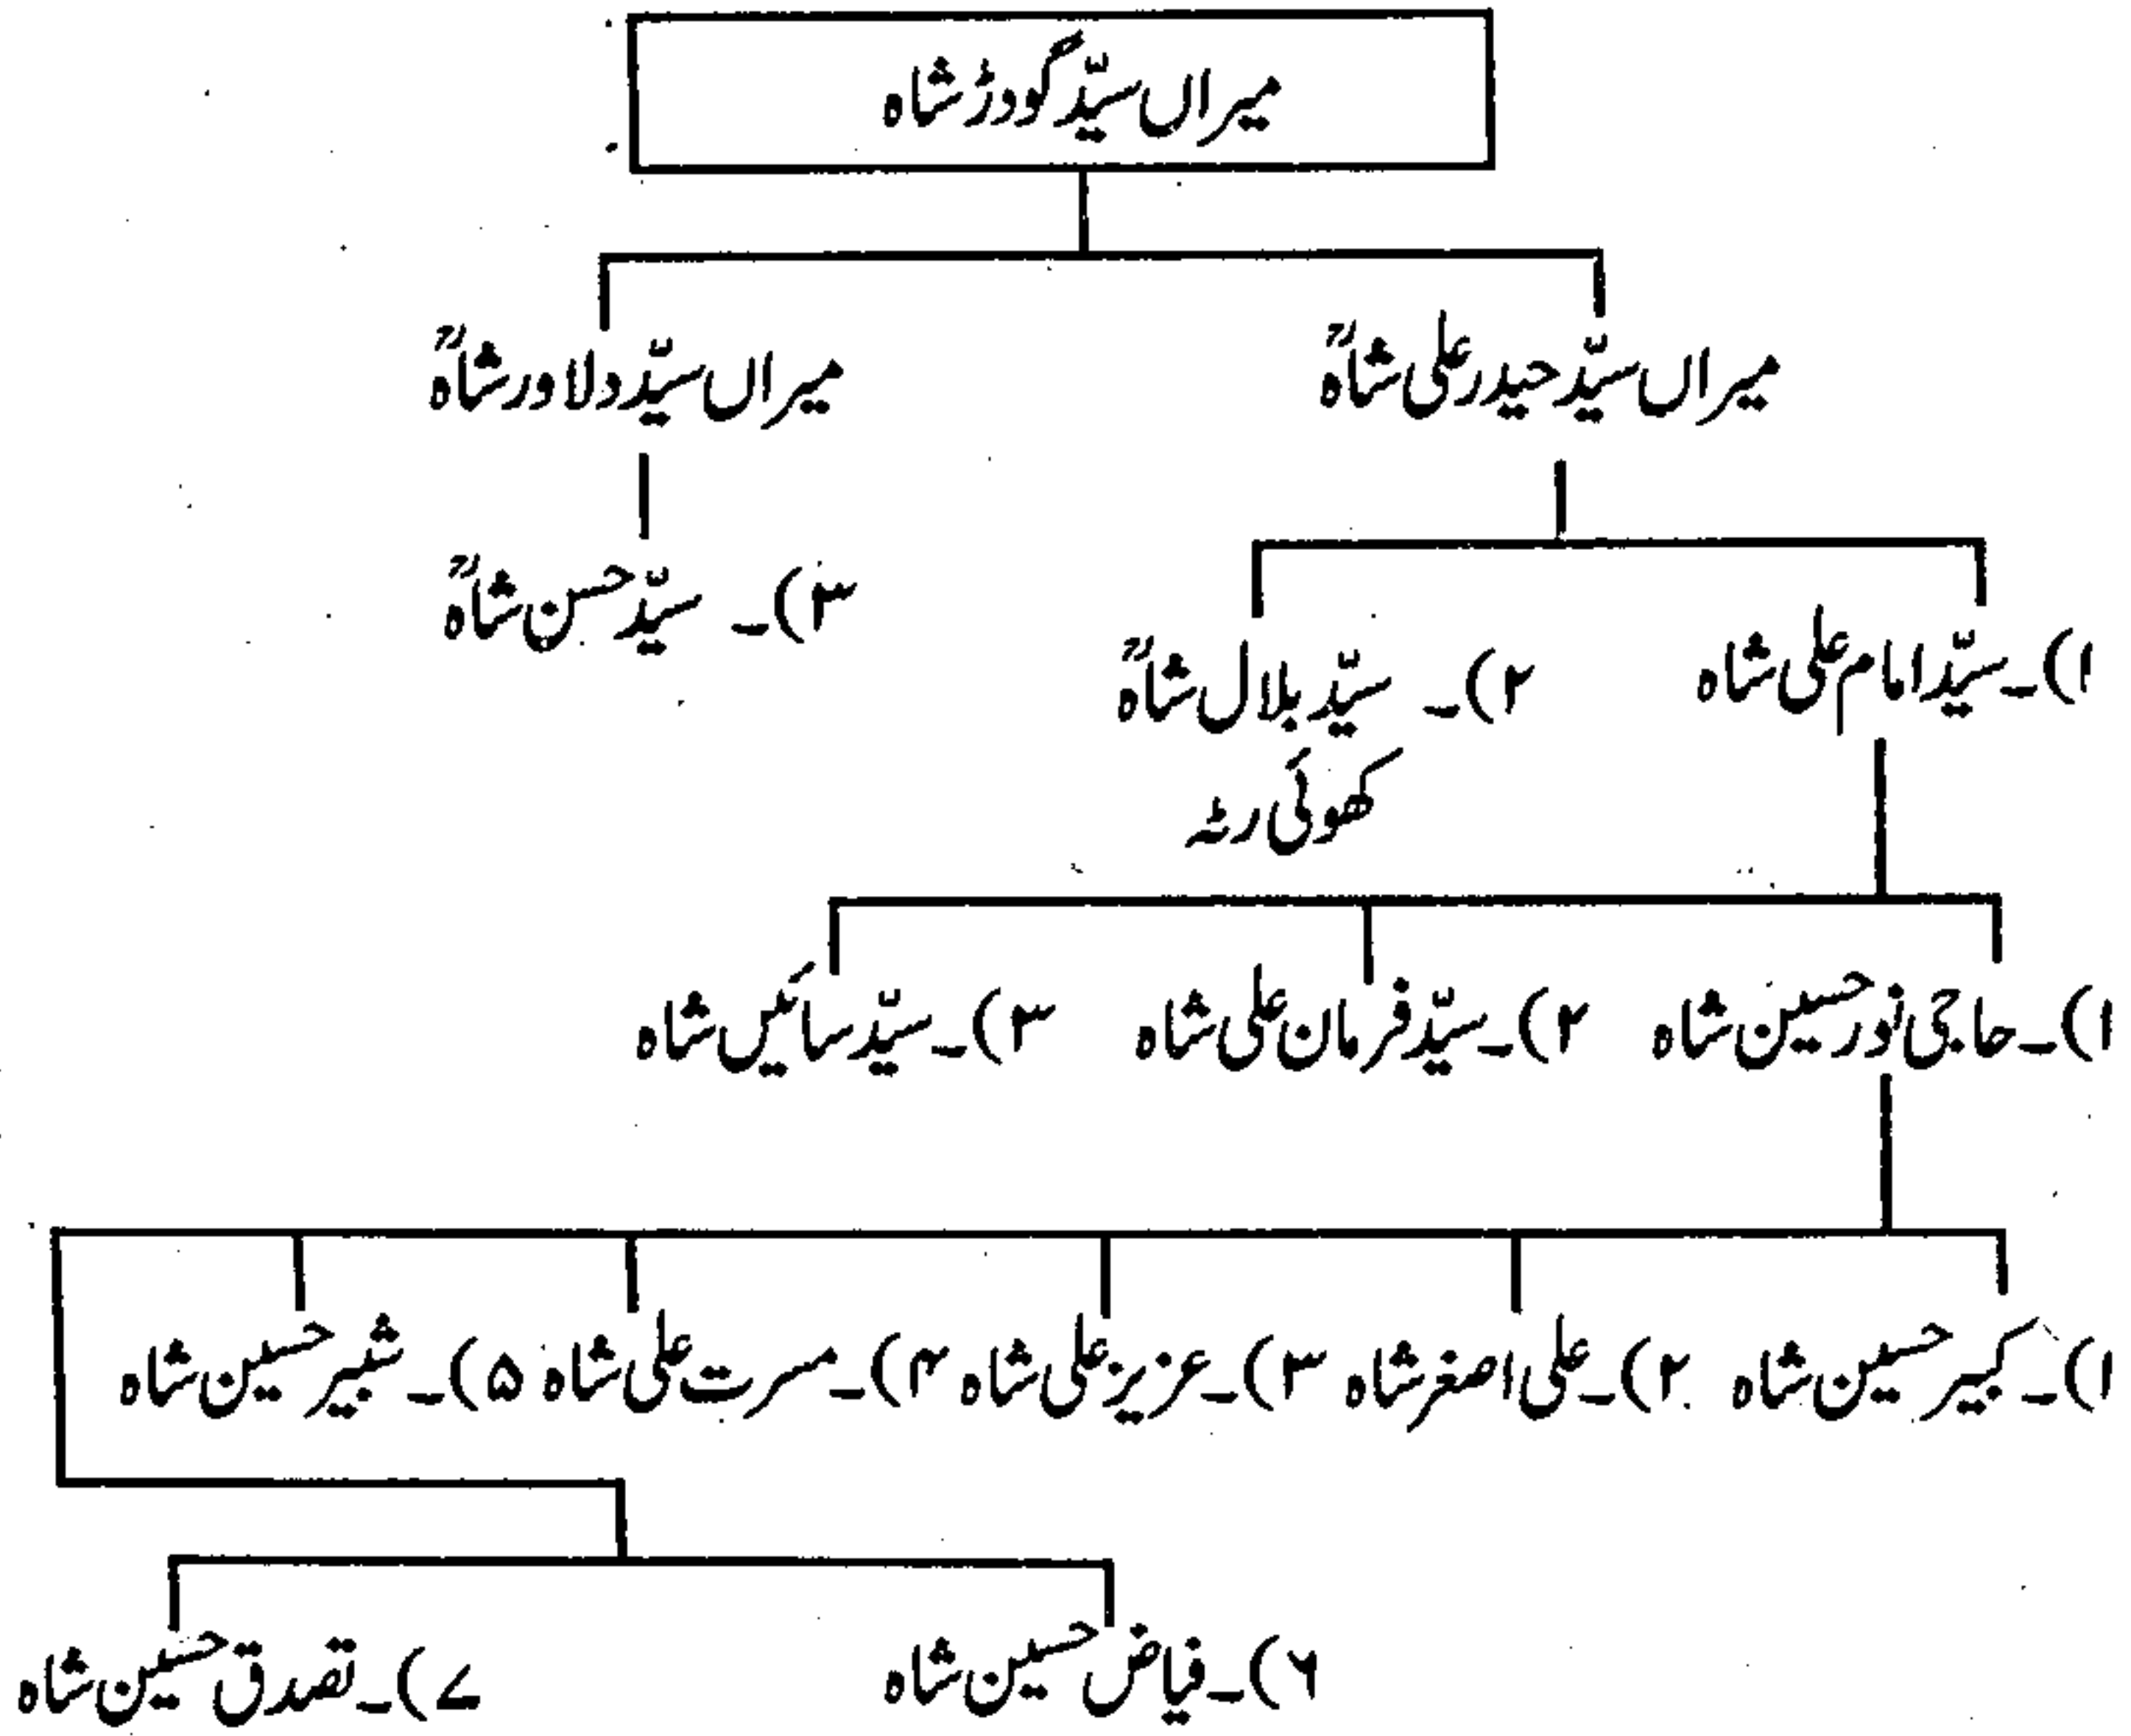 میراں سیّد گودڑ شاہ
میراں سیّد حیدر علی شاہؒ
میراں سیّد دلاور شاہؒ
۱)۔ سیّد امام علی شاہ
۲)۔ سیّد بلال شاہؒ
کھوئی رٹہ
۳)۔ سیّد حسن شاہؒ
۱)۔ حاجی نور حسین شاہ
۲)۔ سیّد فرمان علی شاہ
۳)۔ سیّد سائیں شاہ
۱)۔ کبیر حسین شاہ
۲)۔ علی اصغر شاہ
۳)۔ عزیز علی شاہ
۴)۔ مسرت علی شاہ
۵)۔ شبیر حسین شاہ
۶)۔ فیاض حسین شاہ
۷)۔ تصدق حسین شاہ